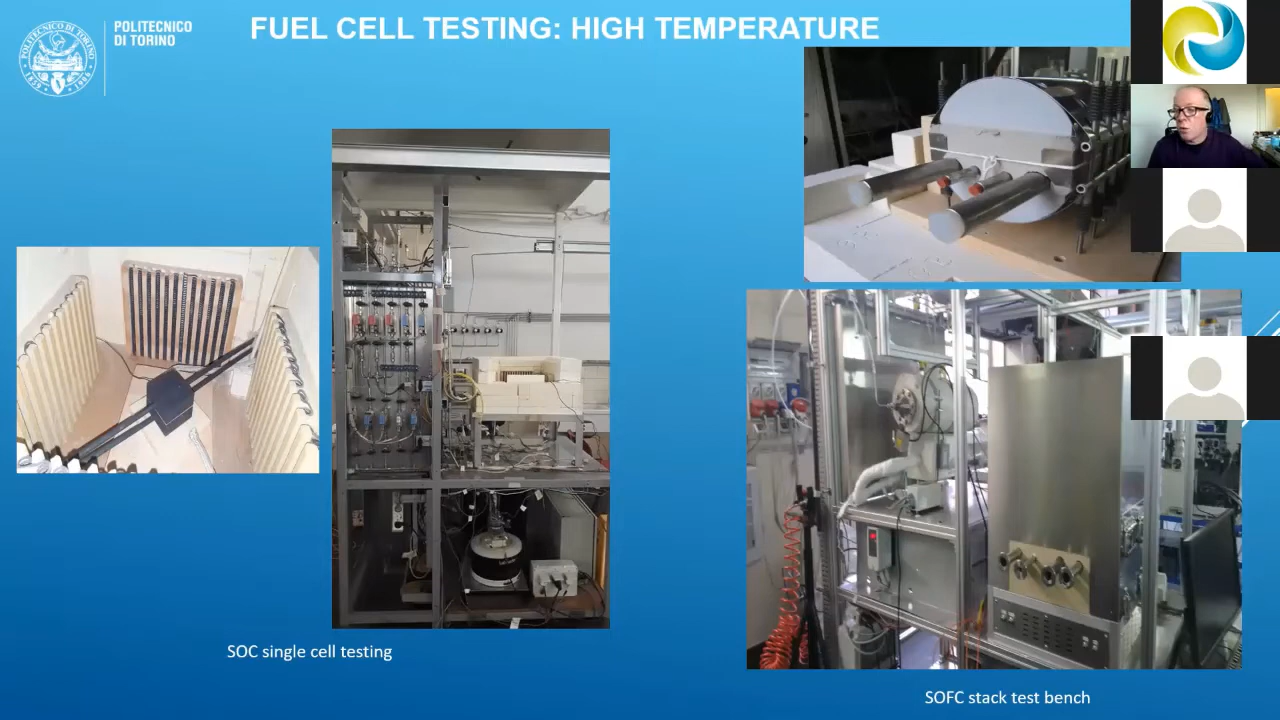 POLITECNICO
DI TORINO
FUEL CELL TESTING: HIGH TEMPERATURE
SOC single cell testing
SOFC stack test bench